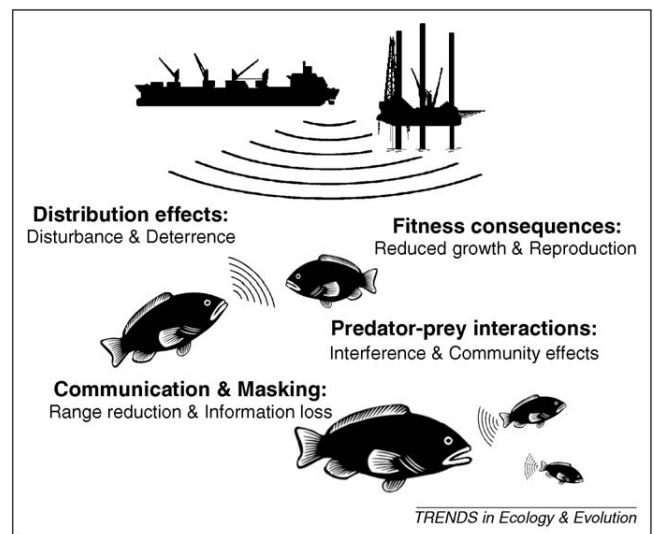 Distribution effects:
Disturbance & Deterrence
Fitness consequences:
Reduced growth & Reproduction
Predator-prey interactions:
Interference & Community effects
Communication & Masking:
Range reduction & Information loss
TRENDS in Ecology & Evolution